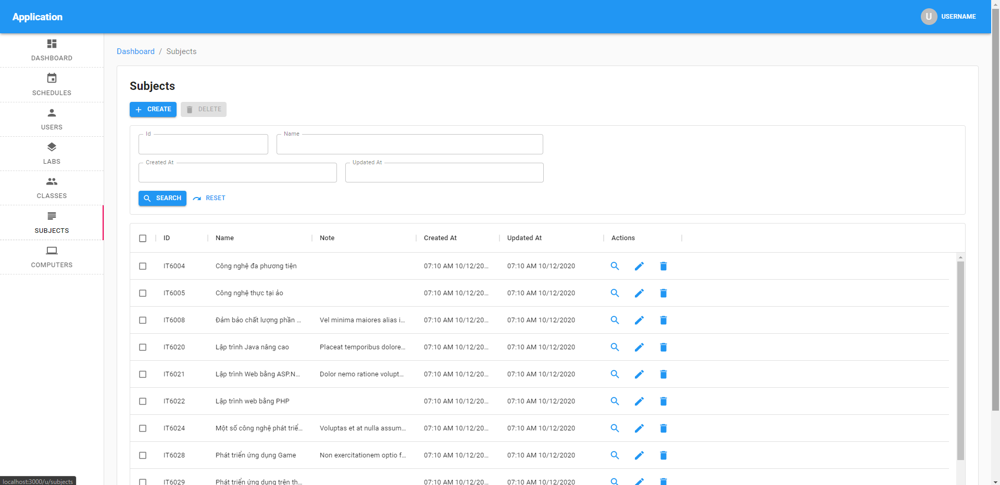 Application
U USERNAME
DASHBOARD
SCHEDULES
USERS
LABS
CLASSES
SUBJECTS
COMPUTERS
Dashboard / Subjects
Subjects
CREATE DELETE
Id Name
Created At Updated At
SEARCH RESET
ID Name Note Created At Updated At Actions
IT6004 Công nghệ đa phương tiện 07:10 AM 10/12/20... 07:10 AM 10/12/2020
IT6005 Công nghệ thực tại ảo 07:10 AM 10/12/20... 07:10 AM 10/12/2020
IT6008 Đảm bảo chất lượng phần ... Vel minima maiores alias i... 07:10 AM 10/12/20... 07:10 AM 10/12/2020
IT6020 Lập trình Java nâng cao Placeat temporibus dolore... 07:10 AM 10/12/20... 07:10 AM 10/12/2020
IT6021 Lập trình Web bằng ASP.N... Dolor nemo ratione volupt... 07:10 AM 10/12/20... 07:10 AM 10/12/2020
IT6022 Lập trình web bằng PHP 07:10 AM 10/12/20... 07:10 AM 10/12/2020
IT6024 Một số công nghệ phát triể... Voluptas et at nulla assum... 07:10 AM 10/12/20... 07:10 AM 10/12/2020
IT6028 Phát triển ứng dụng Game Non exercitationem optio f... 07:10 AM 10/12/20... 07:10 AM 10/12/2020
IT6029 Phát triển ứng dụng trên th... 07:10 AM 10/12/20... 07:10 AM 10/12/2020
localhost:3000/u/subjects